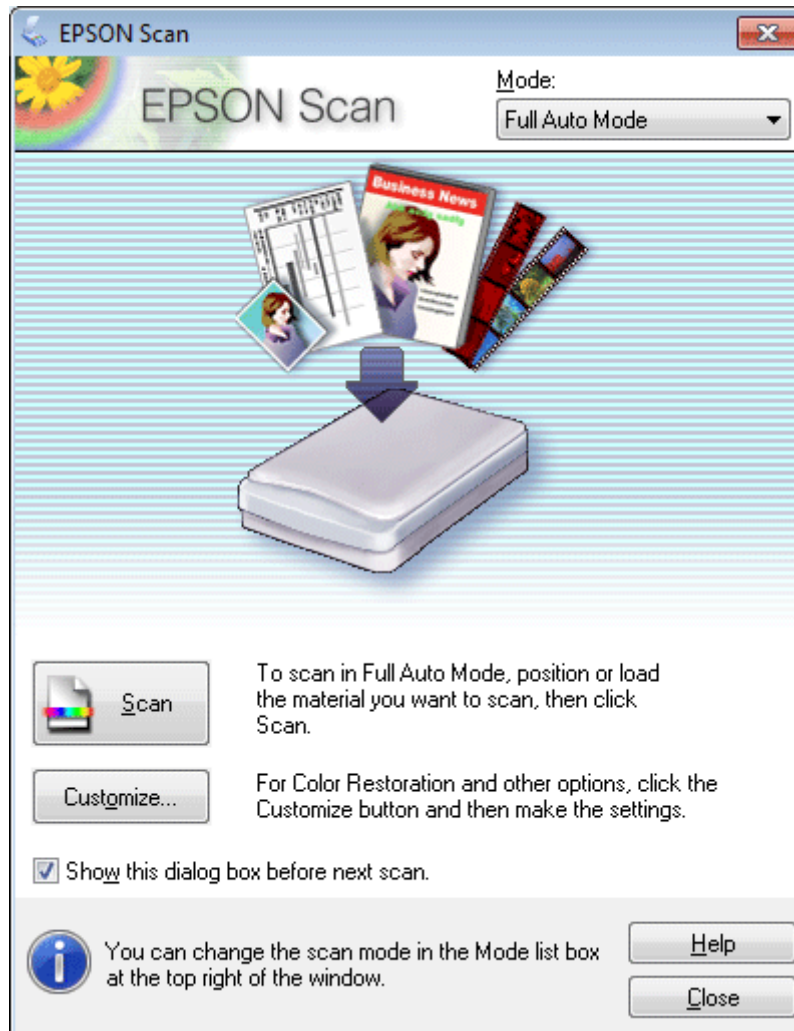 EPSON Scan
EPSON Scan
Mode:
Full Auto Mode
Business News
Scan
To scan in Full Auto Mode, position or load
the material you want to scan, then click
Scan.
Customize...
For Color Restoration and other options, click the
Customize button and then make the settings.
Show this dialog box before next scan.
You can change the scan mode in the Mode list box
at the top right of the window.
Help
Close